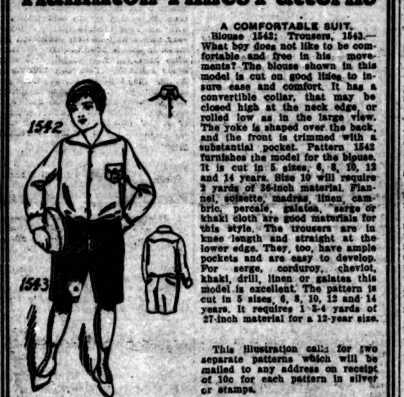 Hamilton Times Patterns
A COMFORTABLE SUIT.
Blouse 1542; Trousers, 1543.—
What boy does not like to be com-
fortable and free in his move-
ments? The blouse shown in this
model is cut on good lines to in-
sure ease and comfort. It has a
convertible collar, that may be
closed high at the neck edge, or
rolled low as in the large view.
The yoke is shaped over the back,
and the front is trimmed with a
substantial pocket. Pattern 1542
furnishes the model for the blouse.
It is cut in 5 sizes, 6, 8, 10, 12
and 14 years. Size 10 will require
2 yards of 36-inch material. Flan-
nel, soisette, madras, linen, cam-
bric, percale, galatea, serge or
khaki cloth are good materials for
this style. The trousers are in
knee length and straight at the
lower edge. They, too, have ample
pockets and are easy to develop.
For serge, corduroy, cheviot,
khaki, drill, linen or galatea this
model is excellent. The pattern is
cut in 5 sizes, 6, 8, 10, 12 and 14
years. It requires 1 3-4 yards of
27-inch material for a 12-year size.
This illustration calls for two
separate patterns which will be
mailed to any address on receipt
of 10c for each pattern in silver
or stamps.
1542
1543